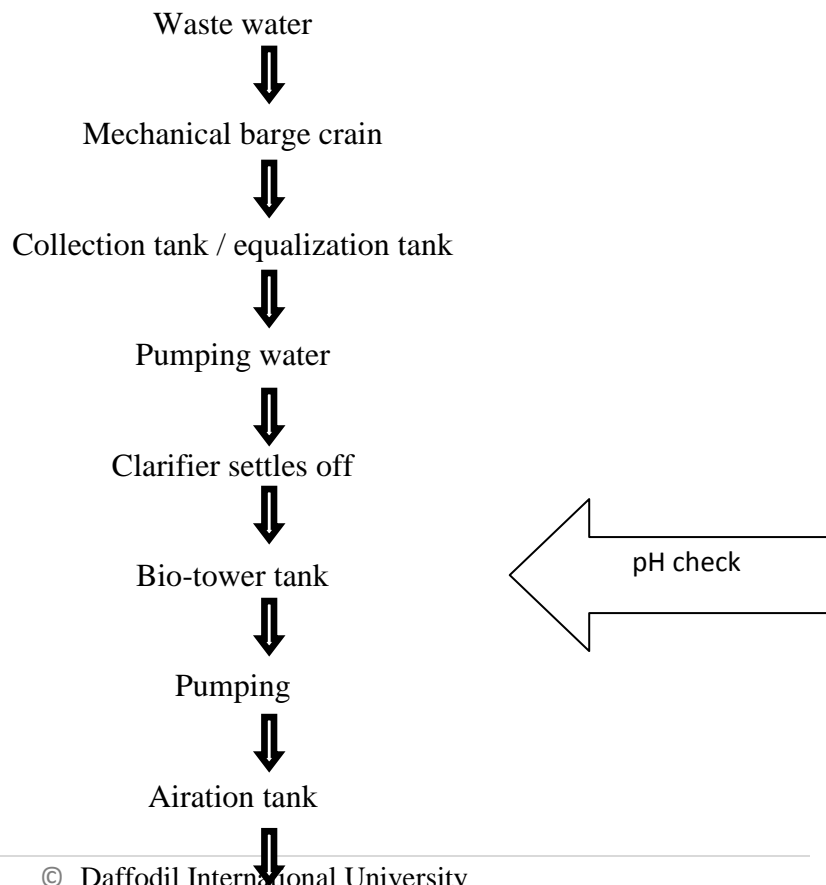 Waste water
Mechanical barge crain
Collection tank / equalization tank
Pumping water
Clarifier settles off
Bio-tower tank
pH check
Pumping
Airation tank
© Daffodil International University